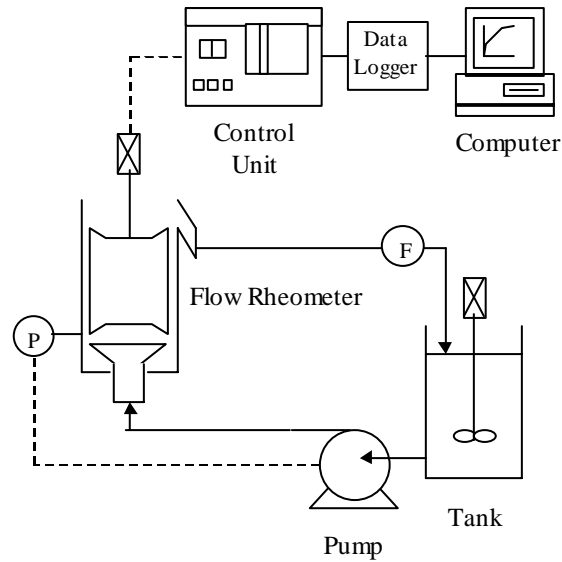 Data
Logger
Control
Unit
Computer
F
Flow Rheometer
P
Tank
Pump